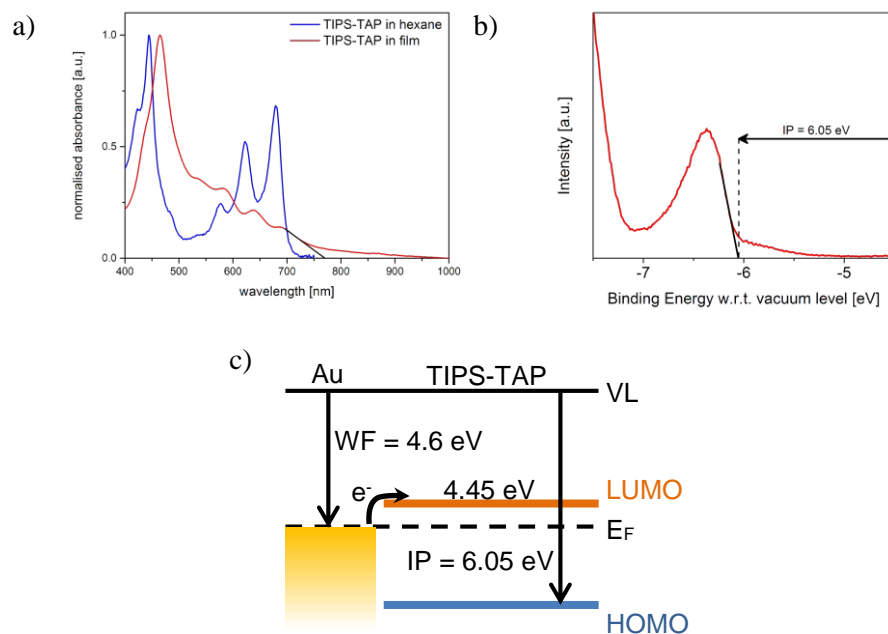 a)
TIPS-TAP in hexane
TIPS-TAP in film
normalised absorbance [a.u.]
1.0
0.5
0.0
400 500 600 700 800 900 1000
wavelength [nm]
b)
IP = 6.05 eV
Intensity [a.u.]
-7 -6 -5
Binding Energy w.r.t. vacuum level [eV]
c)
Au TIPS-TAP
VL
WF = 4.6 eV
e- 4.45 eV LUMO
EF
IP = 6.05 eV
HOMO